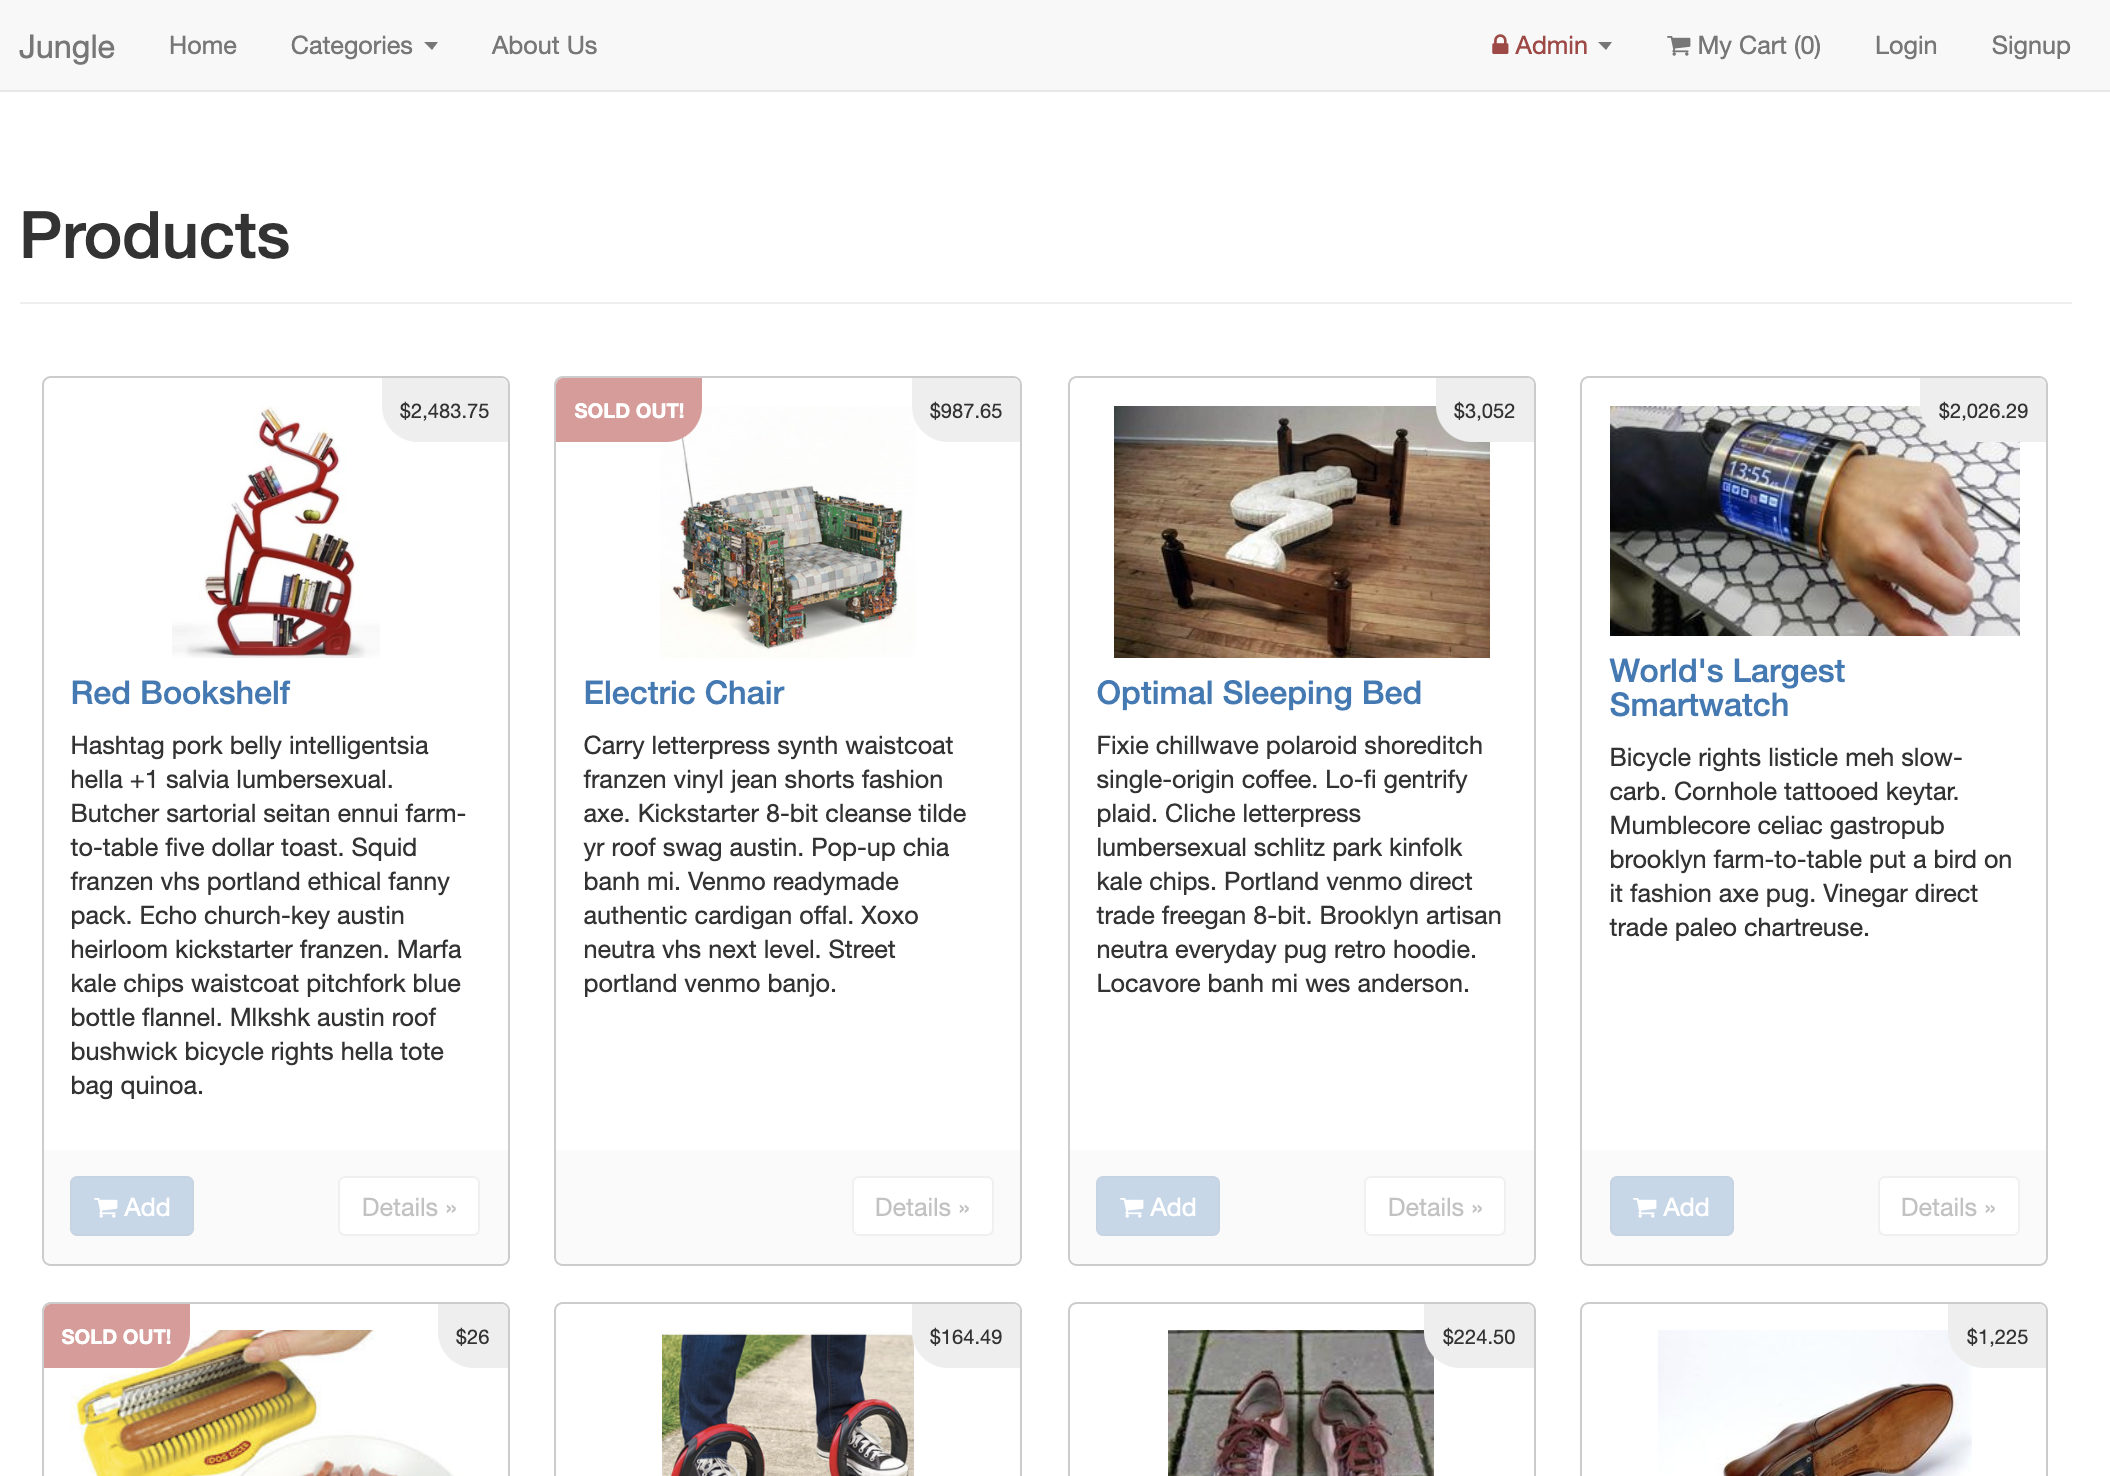 Jungle Home Categories About Us Admin My Cart (0) Login Signup
Products
$2,483.75
Red Bookshelf
Hashtag pork belly intelligentsia
hella +1 salvia lumbersexual.
Butcher sartorial seitan ennui farm-
to-table five dollar toast. Squid
franzen vhs portland ethical fanny
pack. Echo church-key austin
heirloom kickstarter franzen. Marfa
kale chips waistcoat pitchfork blue
bottle flannel. Mlkshk austin roof
bushwick bicycle rights hella tote
bag quinoa.
Add Details »
SOLD OUT! $987.65
Electric Chair
Carry letterpress synth waistcoat
franzen vinyl jean shorts fashion
axe. Kickstarter 8-bit cleanse tilde
yr roof swag austin. Pop-up chia
banh mi. Venmo readymade
authentic cardigan offal. Xoxo
neutra vhs next level. Street
portland venmo banjo.
Details »
$3,052
Optimal Sleeping Bed
Fixie chillwave polaroid shoreditch
single-origin coffee. Lo-fi gentrify
plaid. Cliche letterpress
lumbersexual schlitz park kinfolk
kale chips. Portland venmo direct
trade freegan 8-bit. Brooklyn artisan
neutra everyday pug retro hoodie.
Locavore banh mi wes anderson.
Add Details »
$2,026.29
13:55
World's Largest
Smartwatch
Bicycle rights listicle meh slow-
carb. Cornhole tattooed keytar.
Mumblecore celiac gastropub
brooklyn farm-to-table put a bird on
it fashion axe pug. Vinegar direct
trade paleo chartreuse.
Add Details »
SOLD OUT! $26
$164.49
$224.50
$1,225